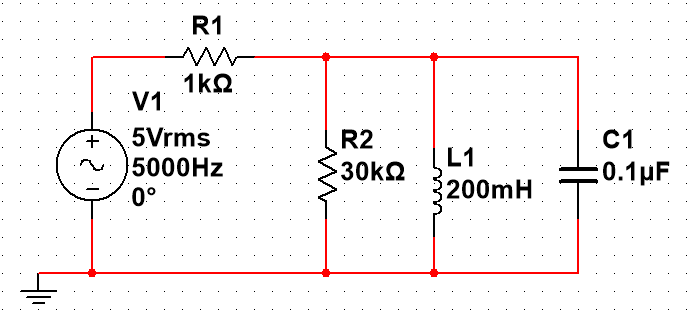 R1
1kΩ
V1
5Vrms
5000Hz
0°
R2
30kΩ
L1
200mH
C1
0.1µF